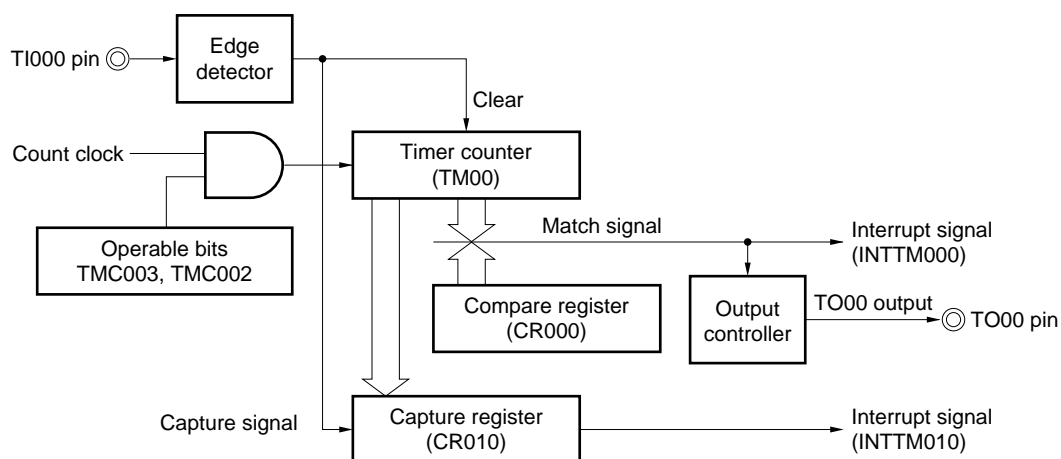 TI000 pin
Edge
detector
Clear
Count clock
Timer counter
(TM00)
Operable bits
TMC003, TMC002
Match signal
Interrupt signal
(INTTM000)
Compare register
(CR000)
Output
controller
TO00 output
TO00 pin
Capture signal
Capture register
(CR010)
Interrupt signal
(INTTM010)